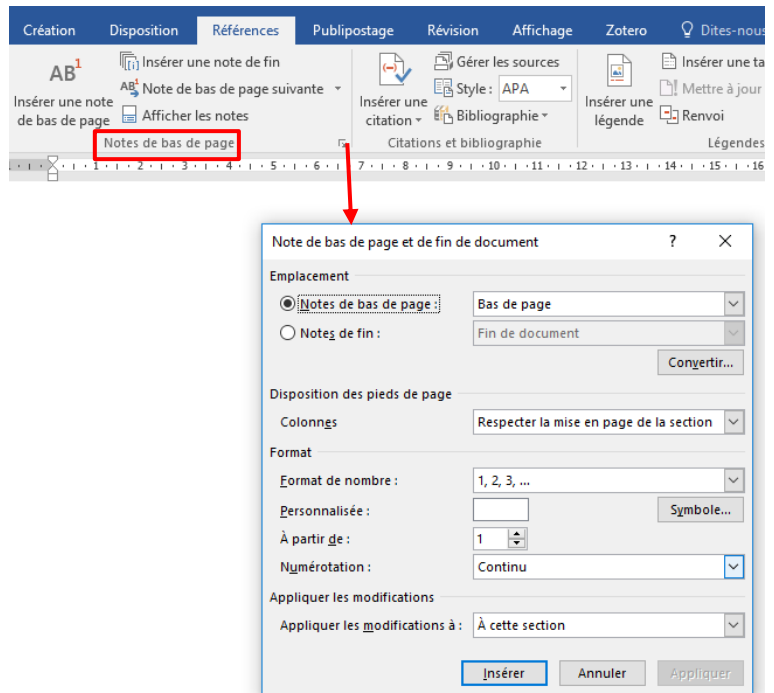 Création Disposition Références Publipostage Révision Affichage Zotero Dites-nous
AB1 Insérer une note de fin
Note de bas de page suivante
Afficher les notes
Insérer une note
de bas de page
Notes de bas de page
Insérer une
citation
Gérer les sources
Style : APA
Bibliographie
Citations et bibliographie
Insérer une
légende
Insérer une ta
Mettre à jour
Renvoi
Légendes
1 2 3 4 5 6 7 8 9 10 11 12 13 14 15 16
Note de bas de page et de fin de document ? X
Emplacement
Notes de bas de page : Bas de page
Notes de fin : Fin de document
Convertir...
Disposition des pieds de page
Colonnes Respecter la mise en page de la section
Format
Format de nombre : 1, 2, 3, ...
Personnalisée : Symbole...
À partir de : 1
Numérotation : Continu
Appliquer les modifications
Appliquer les modifications à : À cette section
Insérer Annuler Appliquer